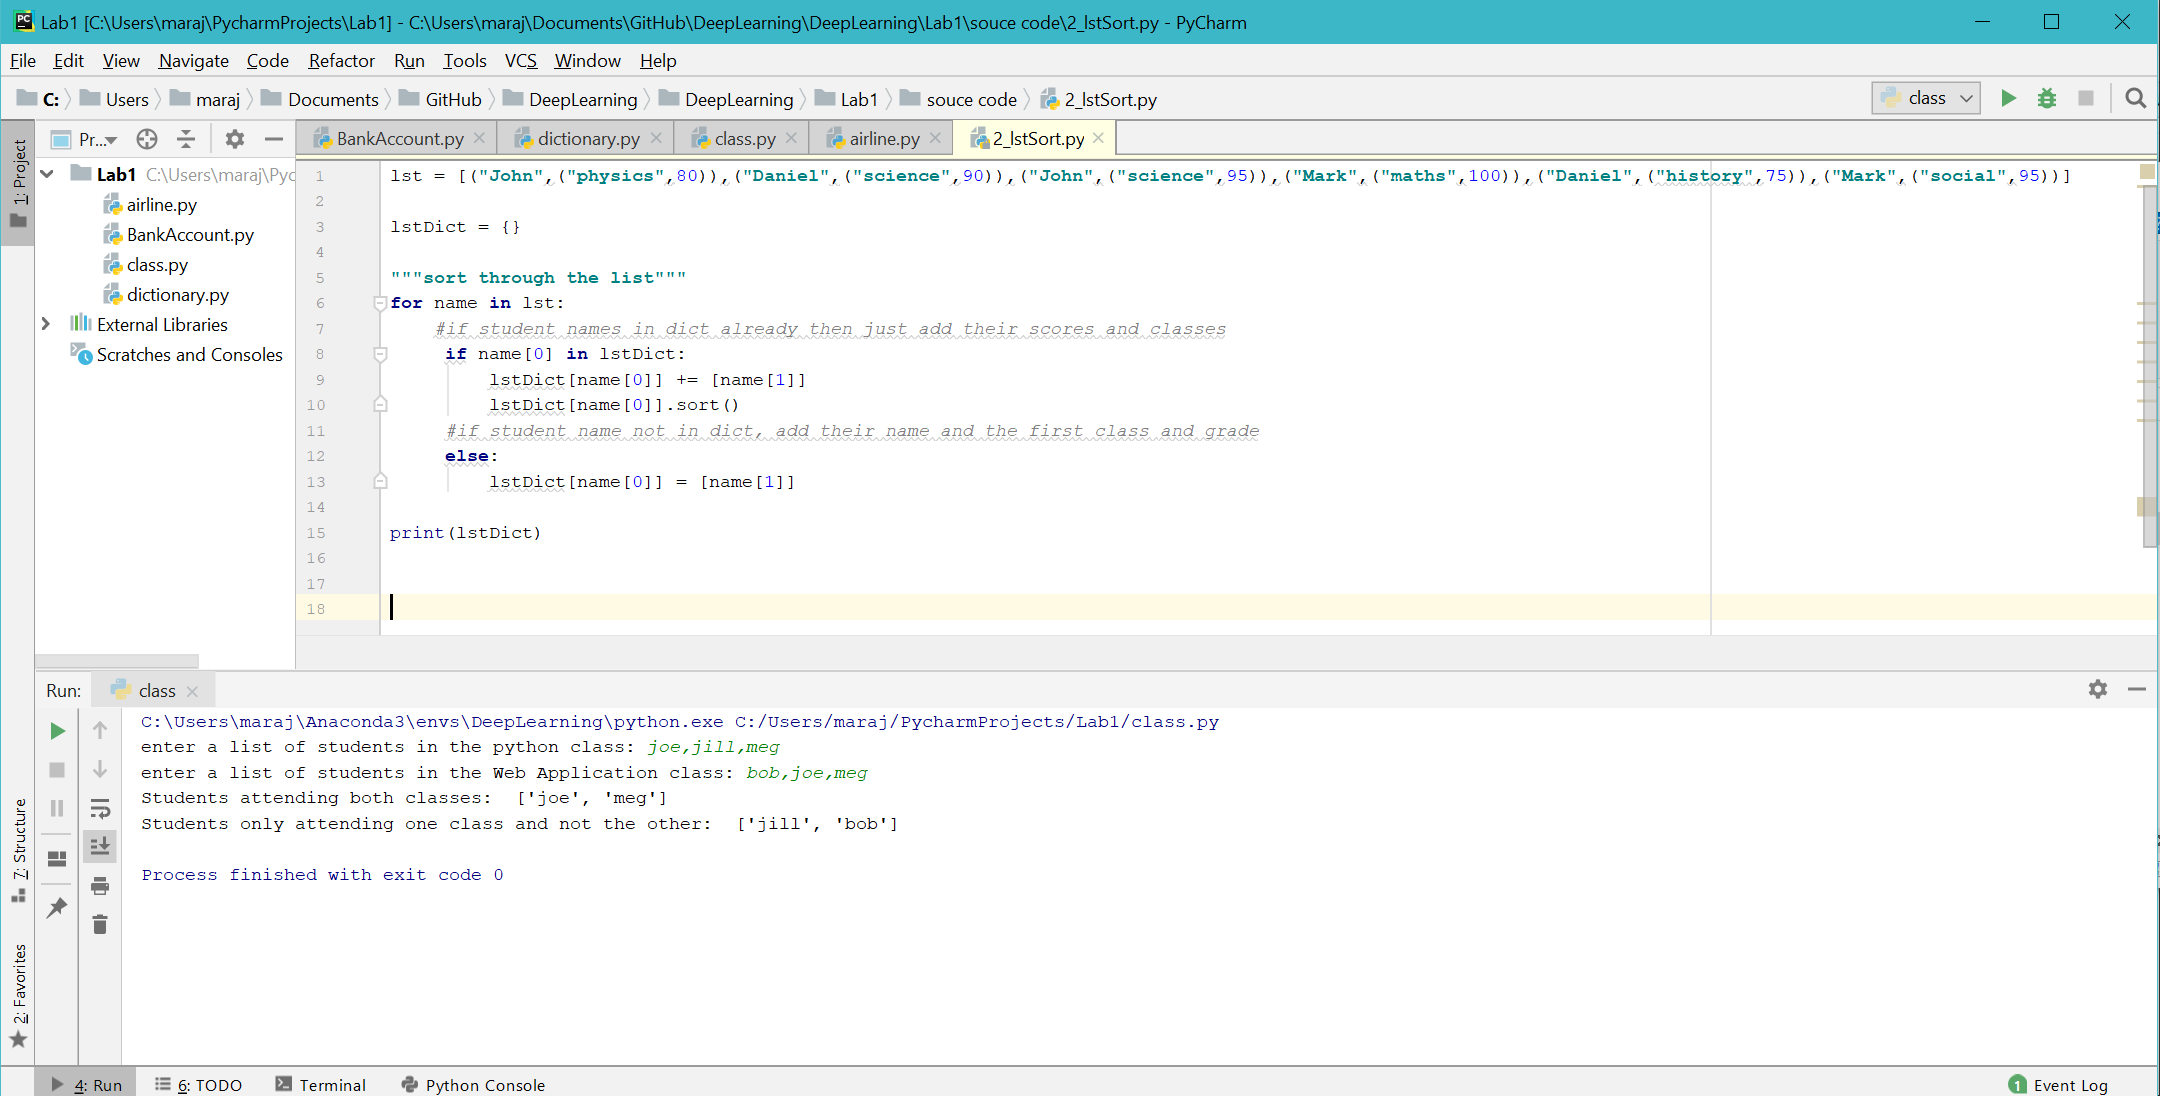 Lab1 [C:\Users\maraj\PycharmProjects\Lab1] - C:\Users\maraj\Documents\GitHub\DeepLearning\DeepLearning\Lab1\souce code\2_lstSort.py - PyCharm
File Edit View Navigate Code Refactor Run Tools VCS Window Help
C: Users maraj Documents GitHub DeepLearning DeepLearning Lab1 souce code 2_lstSort.py class
Pr... BankAccount.py dictionary.py class.py airline.py 2_lstSort.py
1: Project
Lab1 C:\Users\maraj\Pyc
airline.py
BankAccount.py
class.py
dictionary.py
External Libraries
Scratches and Consoles
1 lst = [("John",("physics",80)),("Daniel",("science",90)),("John",("science",95)),("Mark",("maths",100)),("Daniel",("history",75)),("Mark",("social",95))]
2
3 lstDict = {}
4
5 """sort through the list"""
6 for name in lst:
7 #if student names in dict already then just add their scores and classes
8 if name[0] in lstDict:
9 lstDict[name[0]] += [name[1]]
10 lstDict[name[0]].sort()
11 #if student name not in dict, add their name and the first class and grade
12 else:
13 lstDict[name[0]] = [name[1]]
14
15 print(lstDict)
16
17
18
Run: class
C:\Users\maraj\Anaconda3\envs\DeepLearning\python.exe C:/Users/maraj/PycharmProjects/Lab1/class.py
enter a list of students in the python class: joe,jill,meg
enter a list of students in the Web Application class: bob,joe,meg
Students attending both classes:  ['joe', 'meg']
Students only attending one class and not the other:  ['jill', 'bob']
Process finished with exit code 0
7: Structure
2: Favorites
4: Run 6: TODO Terminal Python Console 1 Event Log